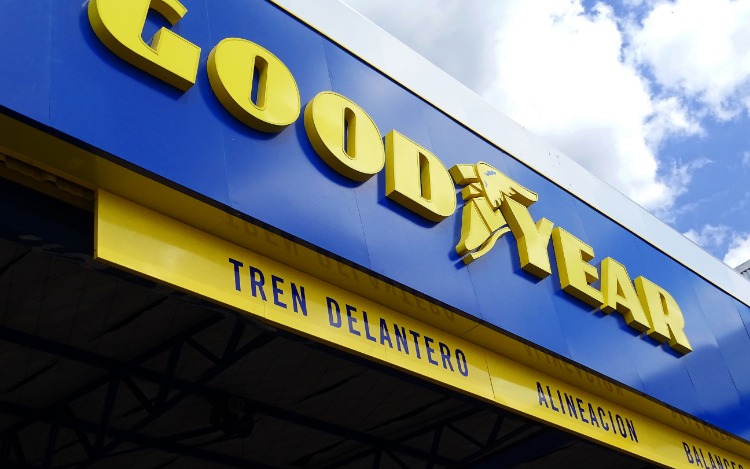 GOODYEAR
TREN DELANTERO ALINEACION